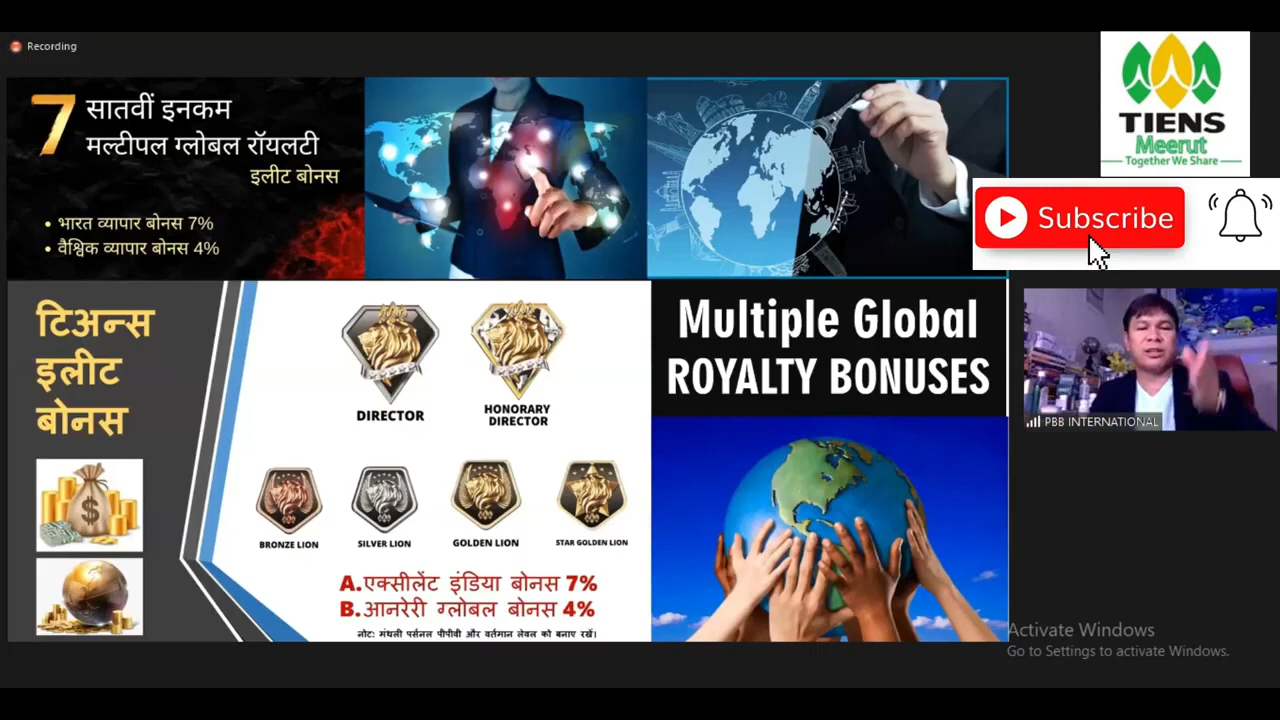 Recording
7
सातवीं इनकम
मल्टीपल ग्लोबल रॉयलटी
इलीट बोनस
• भारत व्यापार बोनस 7%
• वैश्विक व्यापार बोनस 4%
TIENS
Meerut
Together We Share
Subscribe
टिअन्स
इलीट
बोनस
DIRECTOR
HONORARY
DIRECTOR
BRONZE LION
SILVER LION
GOLDEN LION
STAR GOLDEN LION
A.एक्सीलेंट इंडिया बोनस 7%
B.आनरेरी ग्लोबल बोनस 4%
नोट: मंथली पर्सनल पीपीवी और वर्तमान लेवल को बनाए रखें।
Multiple Global
ROYALTY BONUSES
PBB INTERNATIONAL
Activate Windows
Go to Settings to activate Windows.